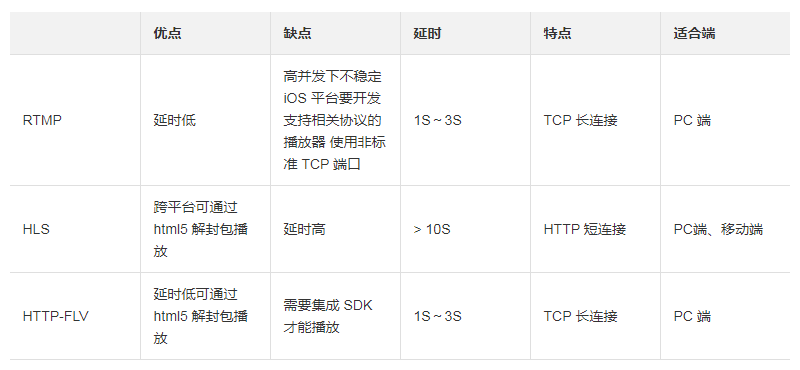 优点 缺点 延时 特点 适合端
RTMP
延时低
高并发下不稳定
iOS 平台要开发
支持相关协议的
播放器 使用非标
准 TCP 端口
1S ~ 3S
TCP 长连接
PC 端
HLS
跨平台可通过
html5 解封包播
放
延时高
> 10S
HTTP 短连接
PC端、移动端
HTTP-FLV
延时低可通过
html5 解封包播
放
需要集成 SDK
才能播放
1S ~ 3S
TCP 长连接
PC 端